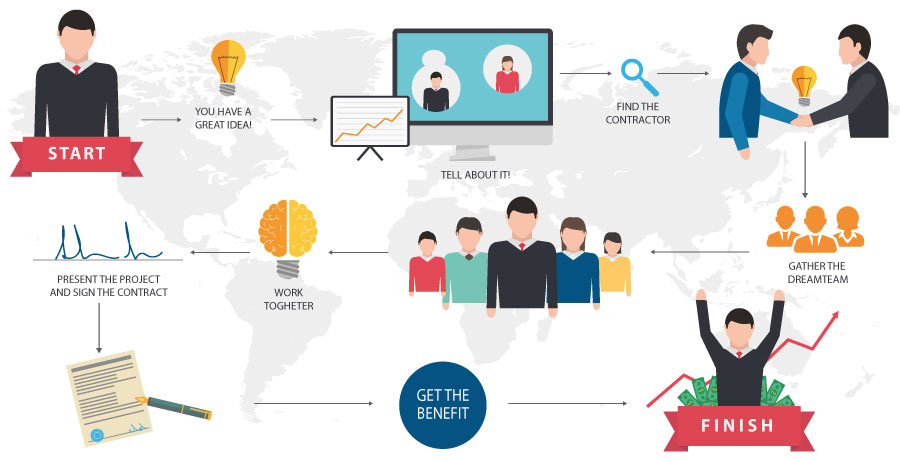 START
YOU HAVE A
GREAT IDEA!
TELL ABOUT IT!
FIND THE
CONTRACTOR
GATHER THE
DREAMTEAM
WORK
TOGHETER
PRESENT THE PROJECT
AND SIGN THE CONTRACT
GET THE
BENEFIT
FINISH